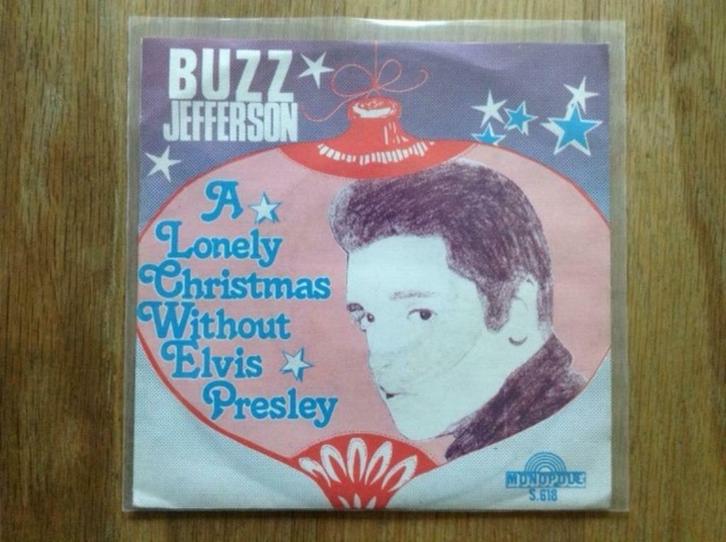 BUZZ
JEFFERSON
A
Lonely
Christmas
Without
Elvis
Presley
MONOPOLE
S.618